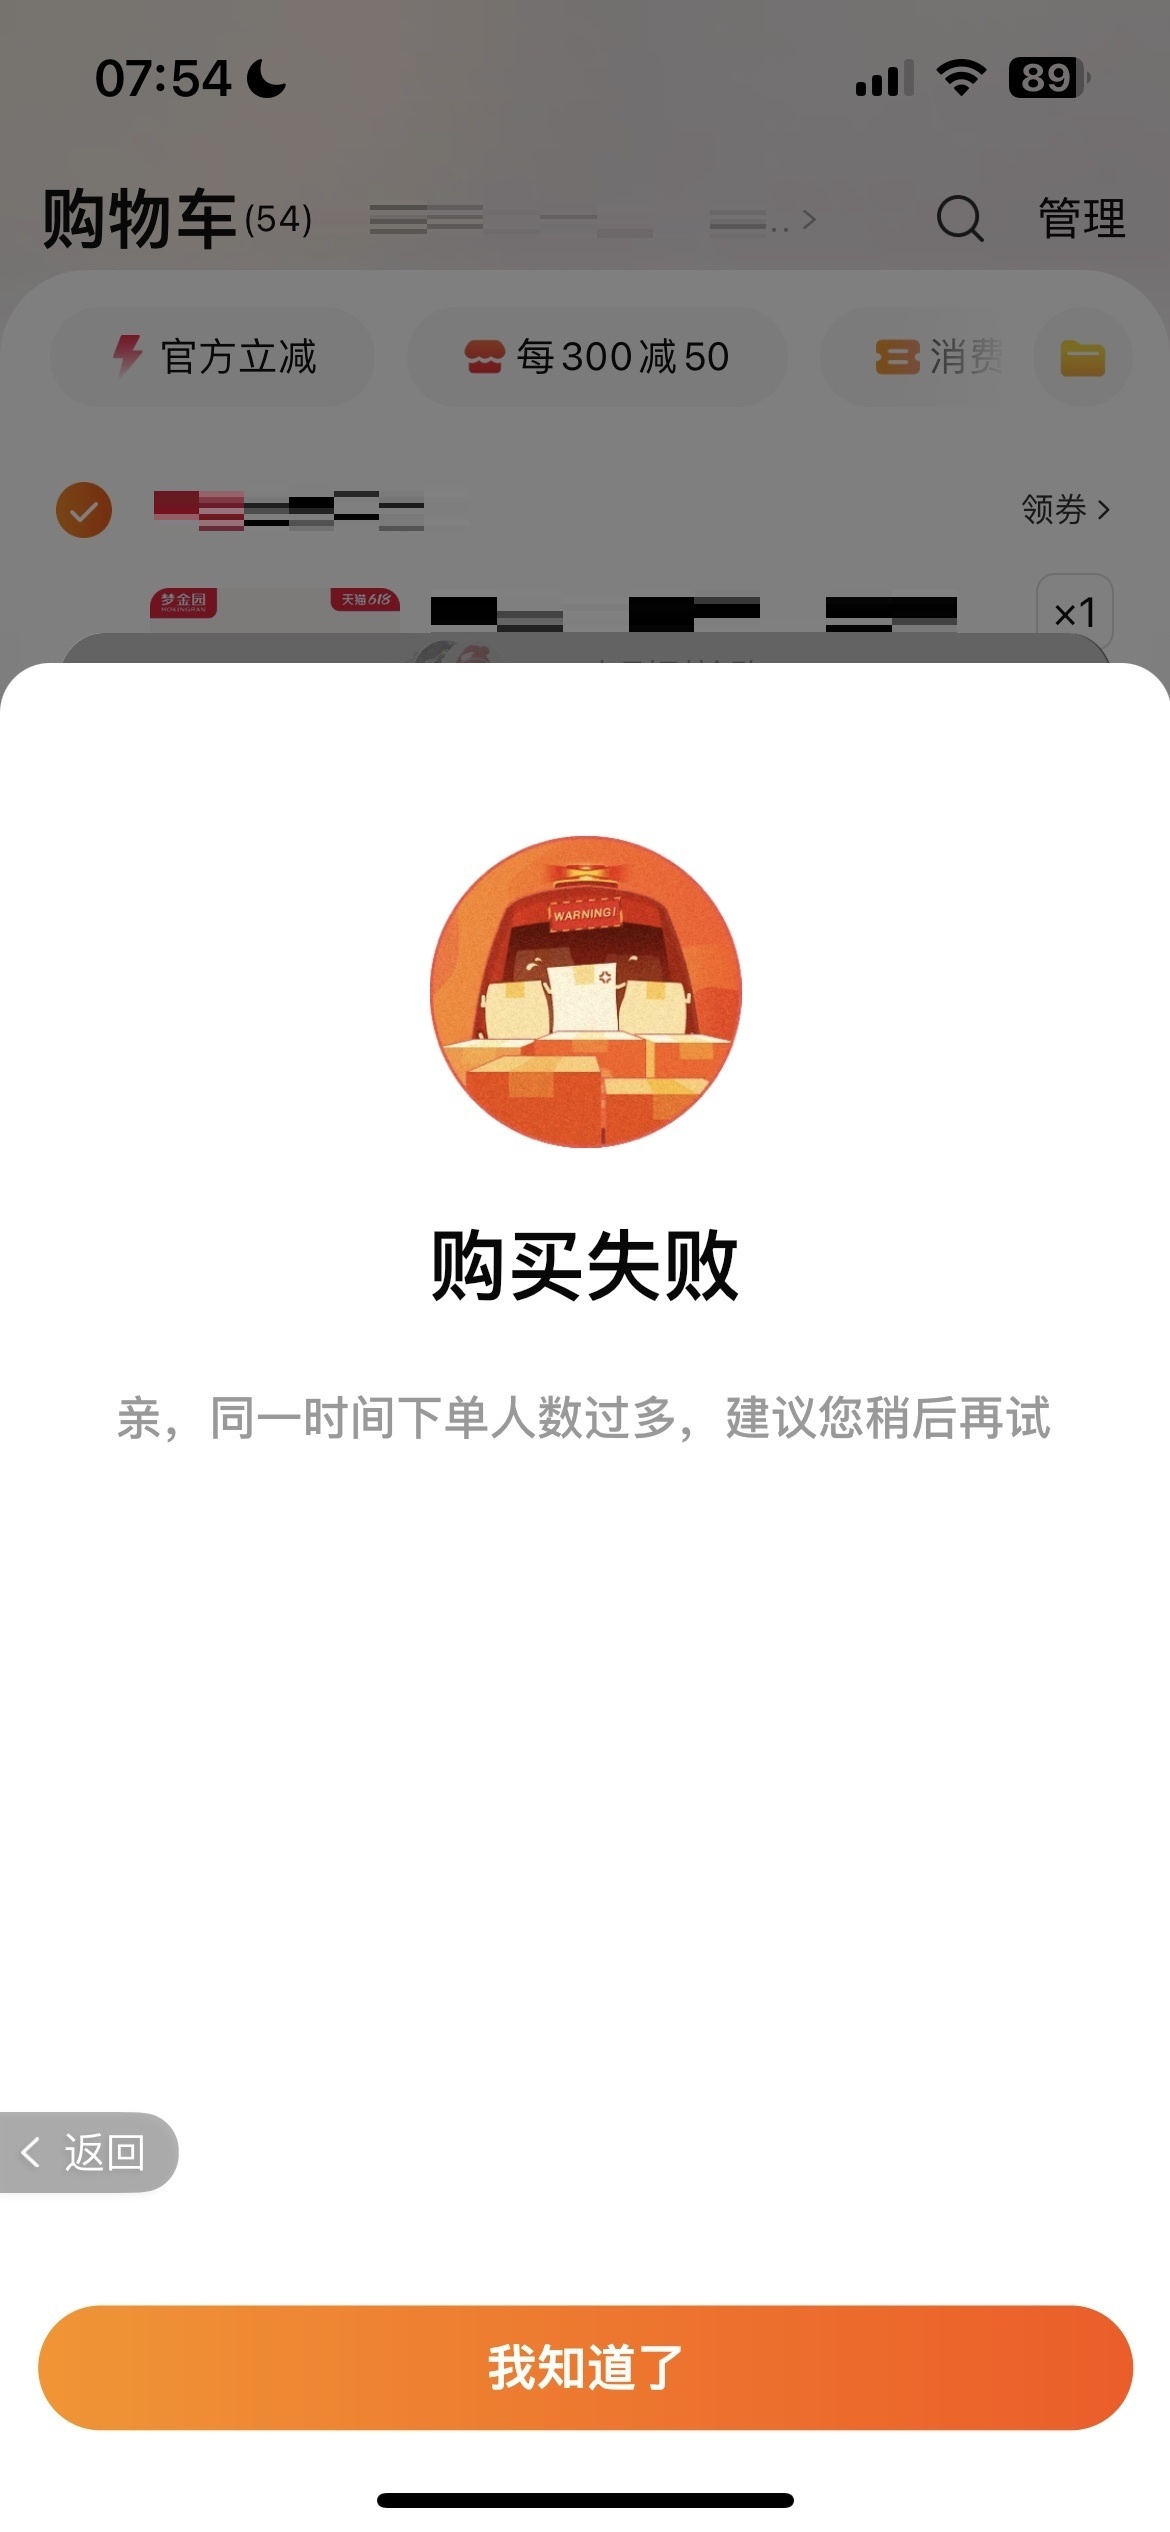 07:54
89
购物车(54)
管理
官方立减
每300减50
消费
领券
梦金园
MOKINGRAN
天猫618
×1
WARNING!
购买失败
亲，同一时间下单人数过多，建议您稍后再试
返回
我知道了